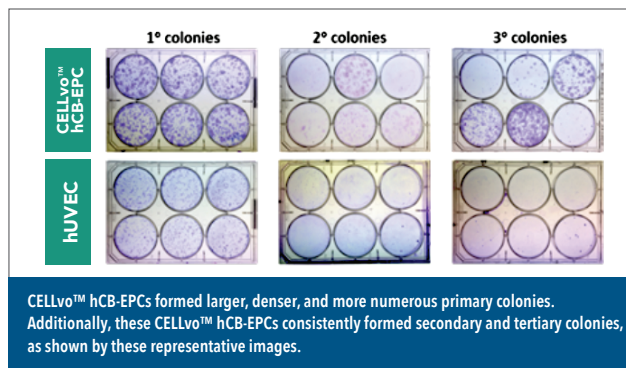 1° colonies 2° colonies 3° colonies
CELLvo™
hCB-EPC
hUVEC
CELLvo™ hCB-EPCs formed larger, denser, and more numerous primary colonies.
Additionally, these CELLvo™ hCB-EPCs consistently formed secondary and tertiary colonies,
as shown by these representative images.